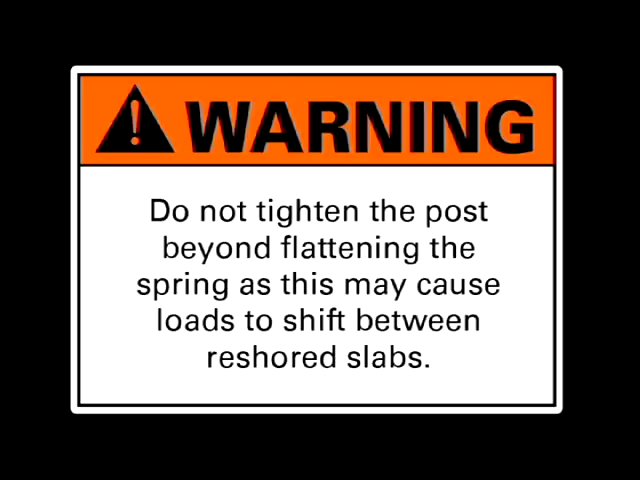 WARNING
Do not tighten the post
beyond flattening the
spring as this may cause
loads to shift between
reshored slabs.